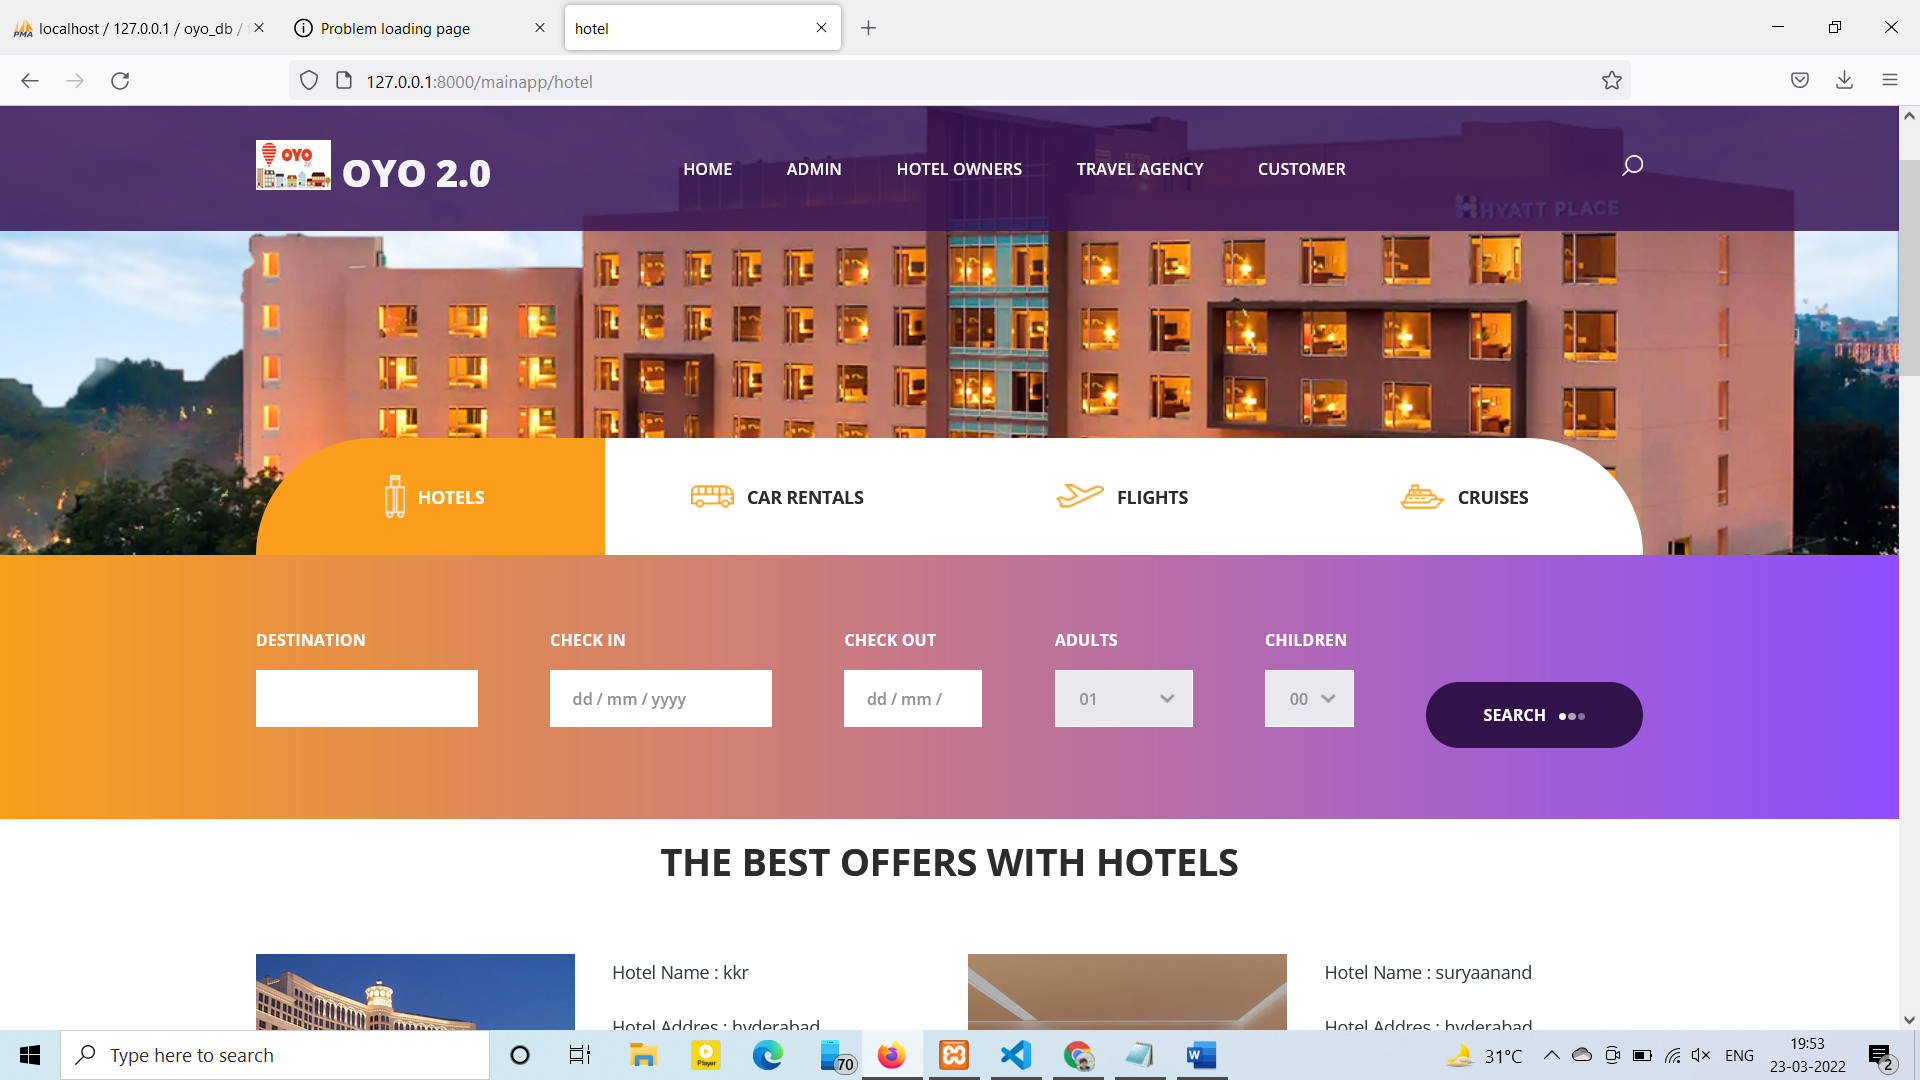 localhost / 127.0.0.1 / oyo_db /
Problem loading page
hotel
127.0.0.1:8000/mainapp/hotel
OYO
2.0
OYO 2.0
HOME
ADMIN
HOTEL OWNERS
TRAVEL AGENCY
CUSTOMER
HYATT PLACE
HOTELS
CAR RENTALS
FLIGHTS
CRUISES
DESTINATION
CHECK IN
CHECK OUT
ADULTS
CHILDREN
dd / mm / yyyy
dd / mm /
01
00
SEARCH
THE BEST OFFERS WITH HOTELS
Hotel Name : kkr
Hotel Name : suryaanand
Hotel Addres : hyderabad
Hotel Addres : hyderabad
Type here to search
Player
70
31°C
ENG
19:53
23-03-2022
2